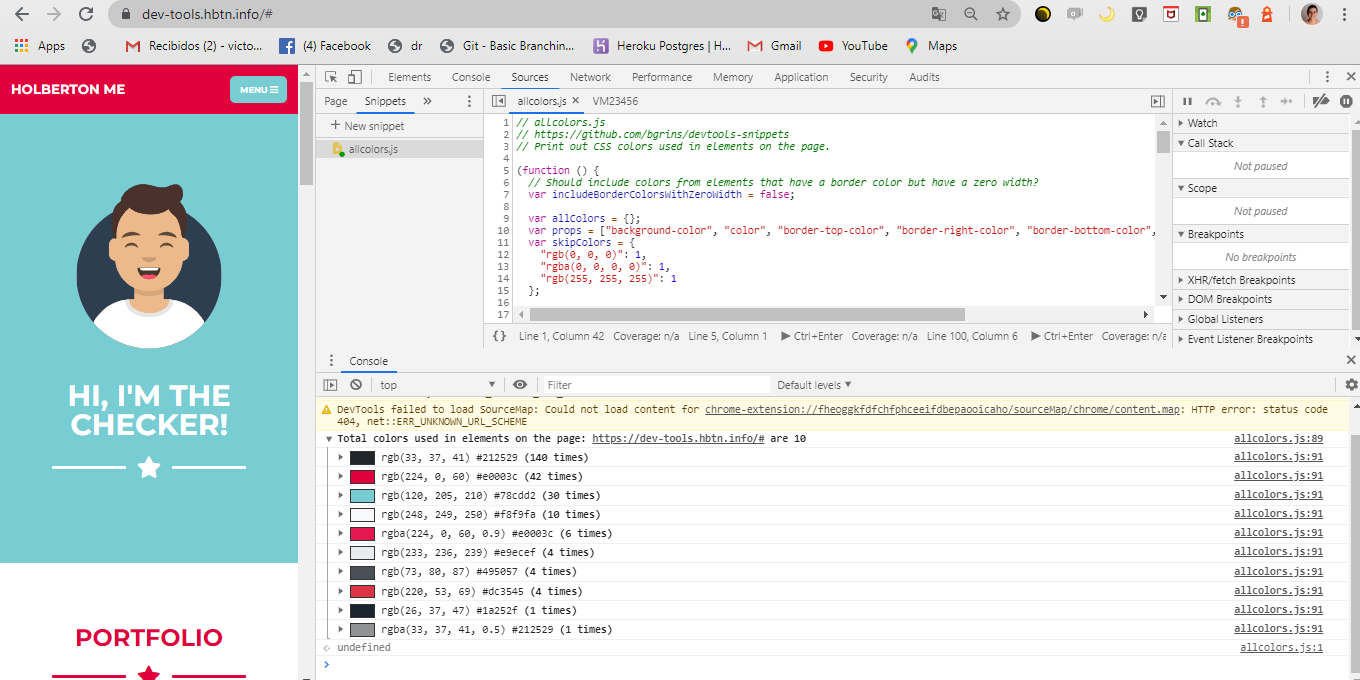 dev-tools.hbtn.info/#
Apps
Recibidos (2) - victo...
(4) Facebook
dr
Git - Basic Branchin...
Heroku Postgres | H...
Gmail
YouTube
Maps
HOLBERTON ME
MENU
HI, I'M THE
CHECKER!
PORTFOLIO
Elements Console Sources Network Performance Memory Application Security Audits
Page Snippets »
+ New snippet
allcolors.js
allcolors.js × VM23456
1 // allcolors.js
2 // https://github.com/bgrins/devtools-snippets
3 // Print out CSS colors used in elements on the page.
4
5 (function () {
6 // Should include colors from elements that have a border color but have a zero width?
7 var includeBorderColorsWithZeroWidth = false;
8
9 var allColors = {};
10 var props = ["background-color", "color", "border-top-color", "border-right-color", "border-bottom-color",
11 var skipColors = {
12 "rgb(0, 0, 0)": 1,
13 "rgba(0, 0, 0, 0)": 1,
14 "rgb(255, 255, 255)": 1
15 };
16
17
{} Line 1, Column 42 Coverage: n/a Line 5, Column 1 ▶ Ctrl+Enter Coverage: n/a Line 100, Column 6 ▶ Ctrl+Enter Coverage: n/a
Watch
Call Stack
Not paused
Scope
Not paused
Breakpoints
No breakpoints
XHR/fetch Breakpoints
DOM Breakpoints
Global Listeners
Event Listener Breakpoints
Console
top
Filter
Default levels ▼
DevTools failed to load SourceMap: Could not load content for chrome-extension://fheoggkfdfchfphceeifdbepaooicaho/sourceMap/chrome/content.map: HTTP error: status code
404, net::ERR_UNKNOWN_URL_SCHEME
Total colors used in elements on the page: https://dev-tools.hbtn.info/# are 10 allcolors.js:89
rgb(33, 37, 41) #212529 (140 times) allcolors.js:91
rgb(224, 0, 60) #e0003c (42 times) allcolors.js:91
rgb(120, 205, 210) #78cdd2 (30 times) allcolors.js:91
rgb(248, 249, 250) #f8f9fa (10 times) allcolors.js:91
rgba(224, 0, 60, 0.9) #e0003c (6 times) allcolors.js:91
rgb(233, 236, 239) #e9ecef (4 times) allcolors.js:91
rgb(73, 80, 87) #495057 (4 times) allcolors.js:91
rgb(220, 53, 69) #dc3545 (4 times) allcolors.js:91
rgb(26, 37, 47) #1a252f (1 times) allcolors.js:91
rgba(33, 37, 41, 0.5) #212529 (1 times) allcolors.js:91
undefined allcolors.js:1